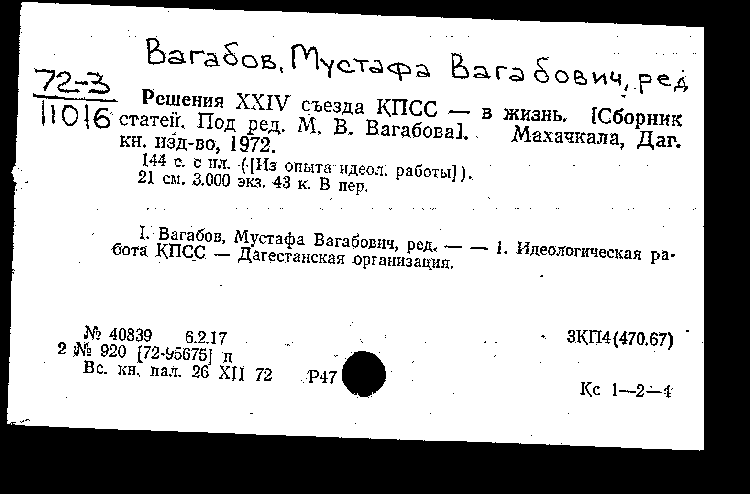 Вагабов, Мустафа Вагабович, ред
72-3
11016
Решения XXIV съезда КПСС — в жизнь. [Сборник
статей. Под ред. М. В. Вагабова]. Махачкала, Даг.
кн. изд-во, 1972.
144 с. с ил. ([Из опыта идеол. работы]).
21 см. 3.000 экз. 43 к. В пер.
I. Вагабов, Мустафа Вагабович, ред. — — 1. Идеологическая ра-
бота КПСС — Дагестанская организация.
№ 40839 6.2.17
3КП4(470.67)
2 № 920 [72-95675] п
Вс. кн. пал. 26 XII 72 Р47
Кс 1—2—4